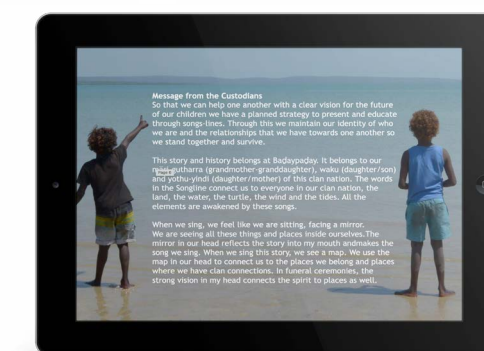 Message from the Custodians
So that we can help one another with a clear vision for the future
of our children we have a planned strategy to present and educate
through songs-lines. Through this we maintain our identity of who
we are and the relationships that we have towards one another so
we stand together and survive.
This story and history belongs at Baḏaypaḏay. It belongs to our
gutharra (grandmother-granddaughter), waku (daughter/son)
and yothu-yindi (daughter/mother) of this clan nation. The words
in the Songline connect us to everyone in our clan nation, the
land, the water, the turtle, the wind and the tides. All the
elements are awakened by these songs.
When we sing, we feel like we are sitting, facing a mirror.
We are seeing all these things and places inside ourselves.The
mirror in our head reflects the story into my mouth andmakes the
song we sing. When we sing this story, we see a map. We use the
map in our head to connect us to the places we belong and places
where we have clan connections. In funeral ceremonies, the
strong vision in my head connects the spirit to places as well.